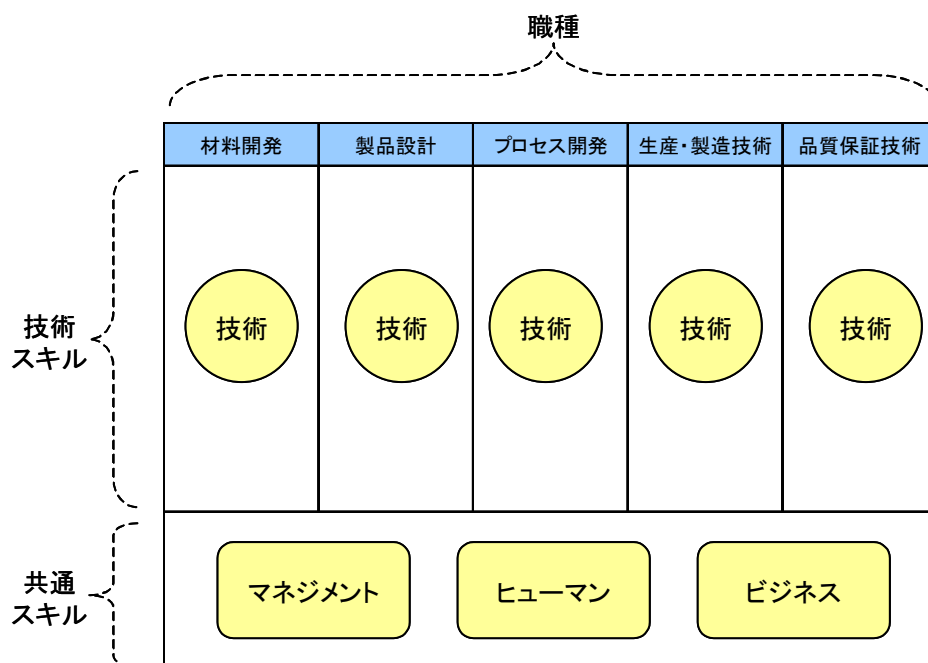 職種
材料開発
製品設計
プロセス開発
生産・製造技術
品質保証技術
技術
スキル
技術
技術
技術
技術
技術
共通
スキル
マネジメント
ヒューマン
ビジネス